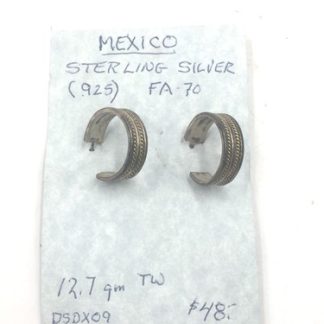 MEXICO
STERLING SILVER
(925) FA-70
12.7 gm TW
DSDX09 $48.